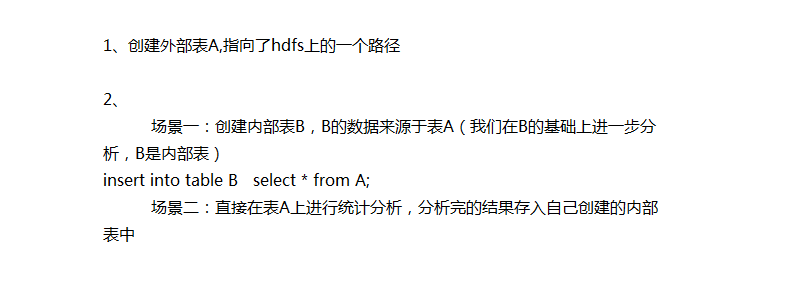 1、创建外部表A,指向了hdfs上的一个路径
2、
场景一：创建内部表B，B的数据来源于表A（我们在B的基础上进一步分
析，B是内部表）
insert into table B   select * from A;
场景二：直接在表A上进行统计分析，分析完的结果存入自己创建的内部
表中